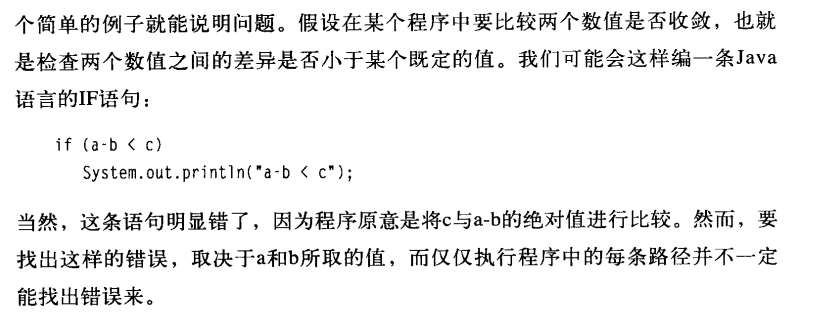 个简单的例子就能说明问题。假设在某个程序中要比较两个数值是否收敛，也就
是检查两个数值之间的差异是否小于某个既定的值。我们可能会这样编一条Java
语言的IF语句：
if (a-b < c)
System.out.println("a-b < c");
当然，这条语句明显错了，因为程序原意是将c与a-b的绝对值进行比较。然而，要
找出这样的错误，取决于a和b所取的值，而仅仅执行程序中的每条路径并不一定
能找出错误来。